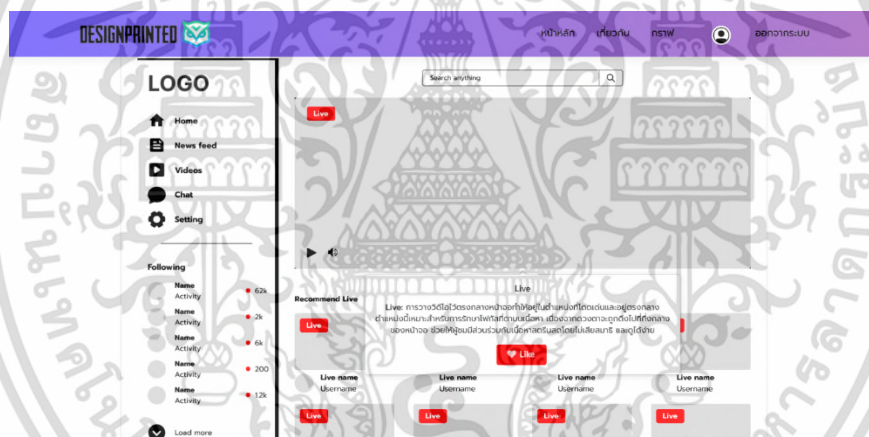 DESIGNPRINTED
หน้าหลัก เกี่ยวกับ กราฟ ออกจากระบบ
LOGO
Search anything
Home
News feed
Videos
Chat
Setting
Live
Following
Name
Activity
62k
Name
Activity
2k
Name
Activity
6k
Name
Activity
200
Name
Activity
12k
Load more
Recommend Live
Live
Live: การวางวิดีโอไว้ตรงกลางหน้าจอทำให้อยู่ในตำแหน่งที่โดดเด่นและอยู่ตรงกลาง
ตำแหน่งนี้เหมาะสำหรับการรักษาโฟกัสที่ตำแบบเนื้อหา เนื่องจากดวงตาจะถูกดึงไปที่กึ่งกลาง
ของหน้าจอ ช่วยให้ผู้ชมมีส่วนร่วมกับเนื้อหาสตรีมสดโดยไม่เสียสมาธิ และดูได้ง่าย
Like
Live
Live name
Username
Live name
Username
Live name
Username
Live name
Username
Live
Live
Live
Live